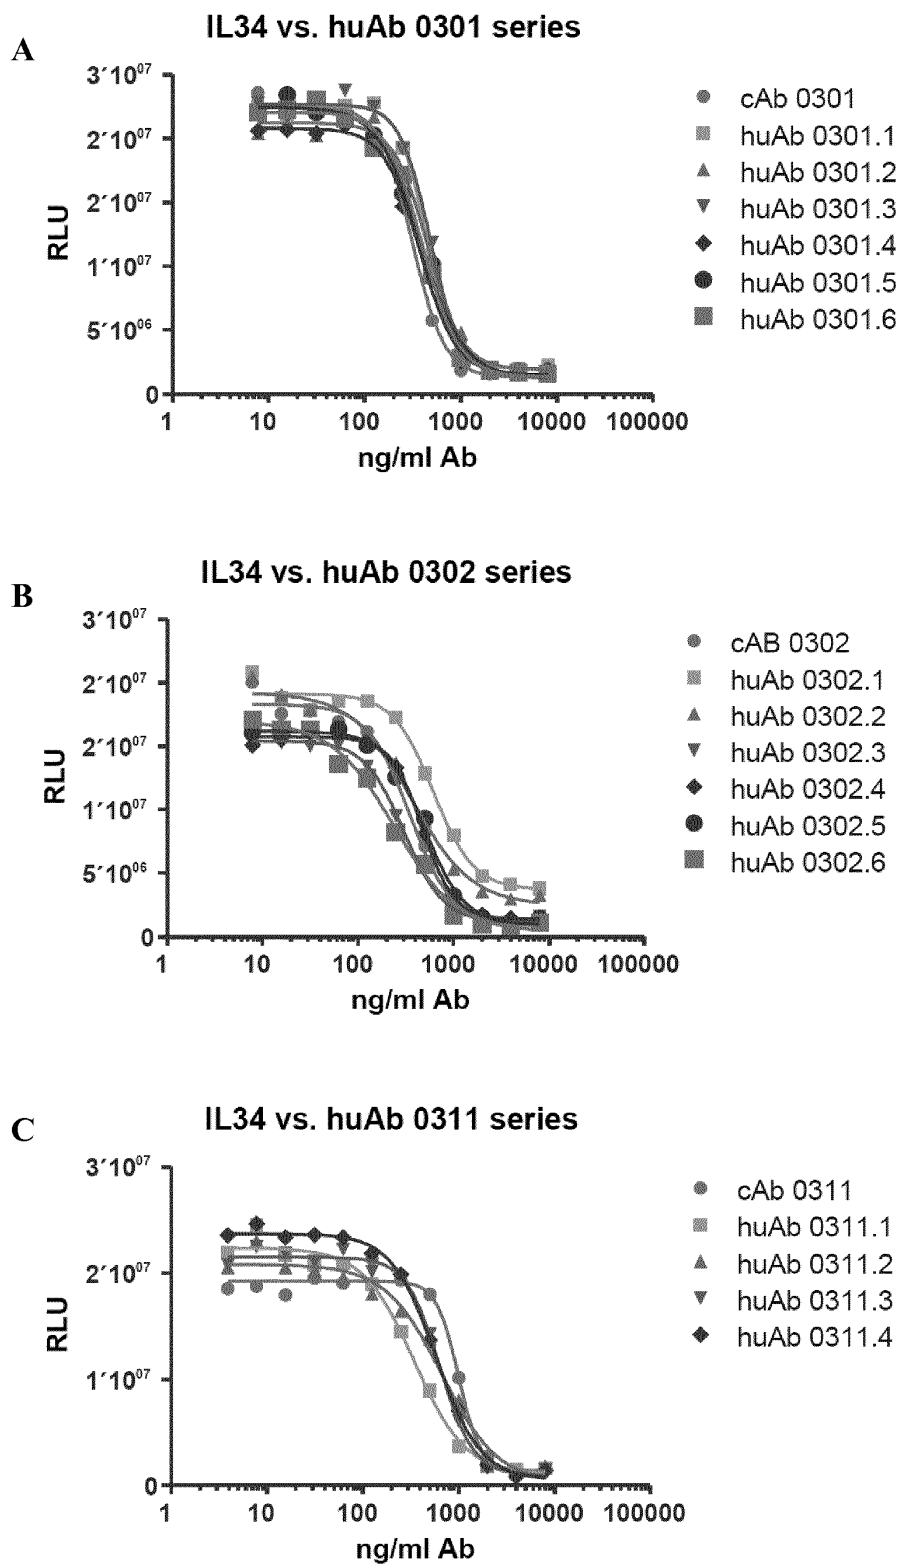 A
IL34 vs. huAb 0301 series
3´10⁰⁷
2´10⁰⁷
2´10⁰⁷
1´10⁰⁷
5´10⁰⁶
0
RLU
1 10 100 1000 10000 100000
ng/ml Ab
cAb 0301
huAb 0301.1
huAb 0301.2
huAb 0301.3
huAb 0301.4
huAb 0301.5
huAb 0301.6
B
IL34 vs. huAb 0302 series
3´10⁰⁷
2´10⁰⁷
2´10⁰⁷
1´10⁰⁷
5´10⁰⁶
0
RLU
1 10 100 1000 10000 100000
ng/ml Ab
cAB 0302
huAb 0302.1
huAb 0302.2
huAb 0302.3
huAb 0302.4
huAb 0302.5
huAb 0302.6
C
IL34 vs. huAb 0311 series
3´10⁰⁷
2´10⁰⁷
1´10⁰⁷
0
RLU
1 10 100 1000 10000 100000
ng/ml Ab
cAb 0311
huAb 0311.1
huAb 0311.2
huAb 0311.3
huAb 0311.4